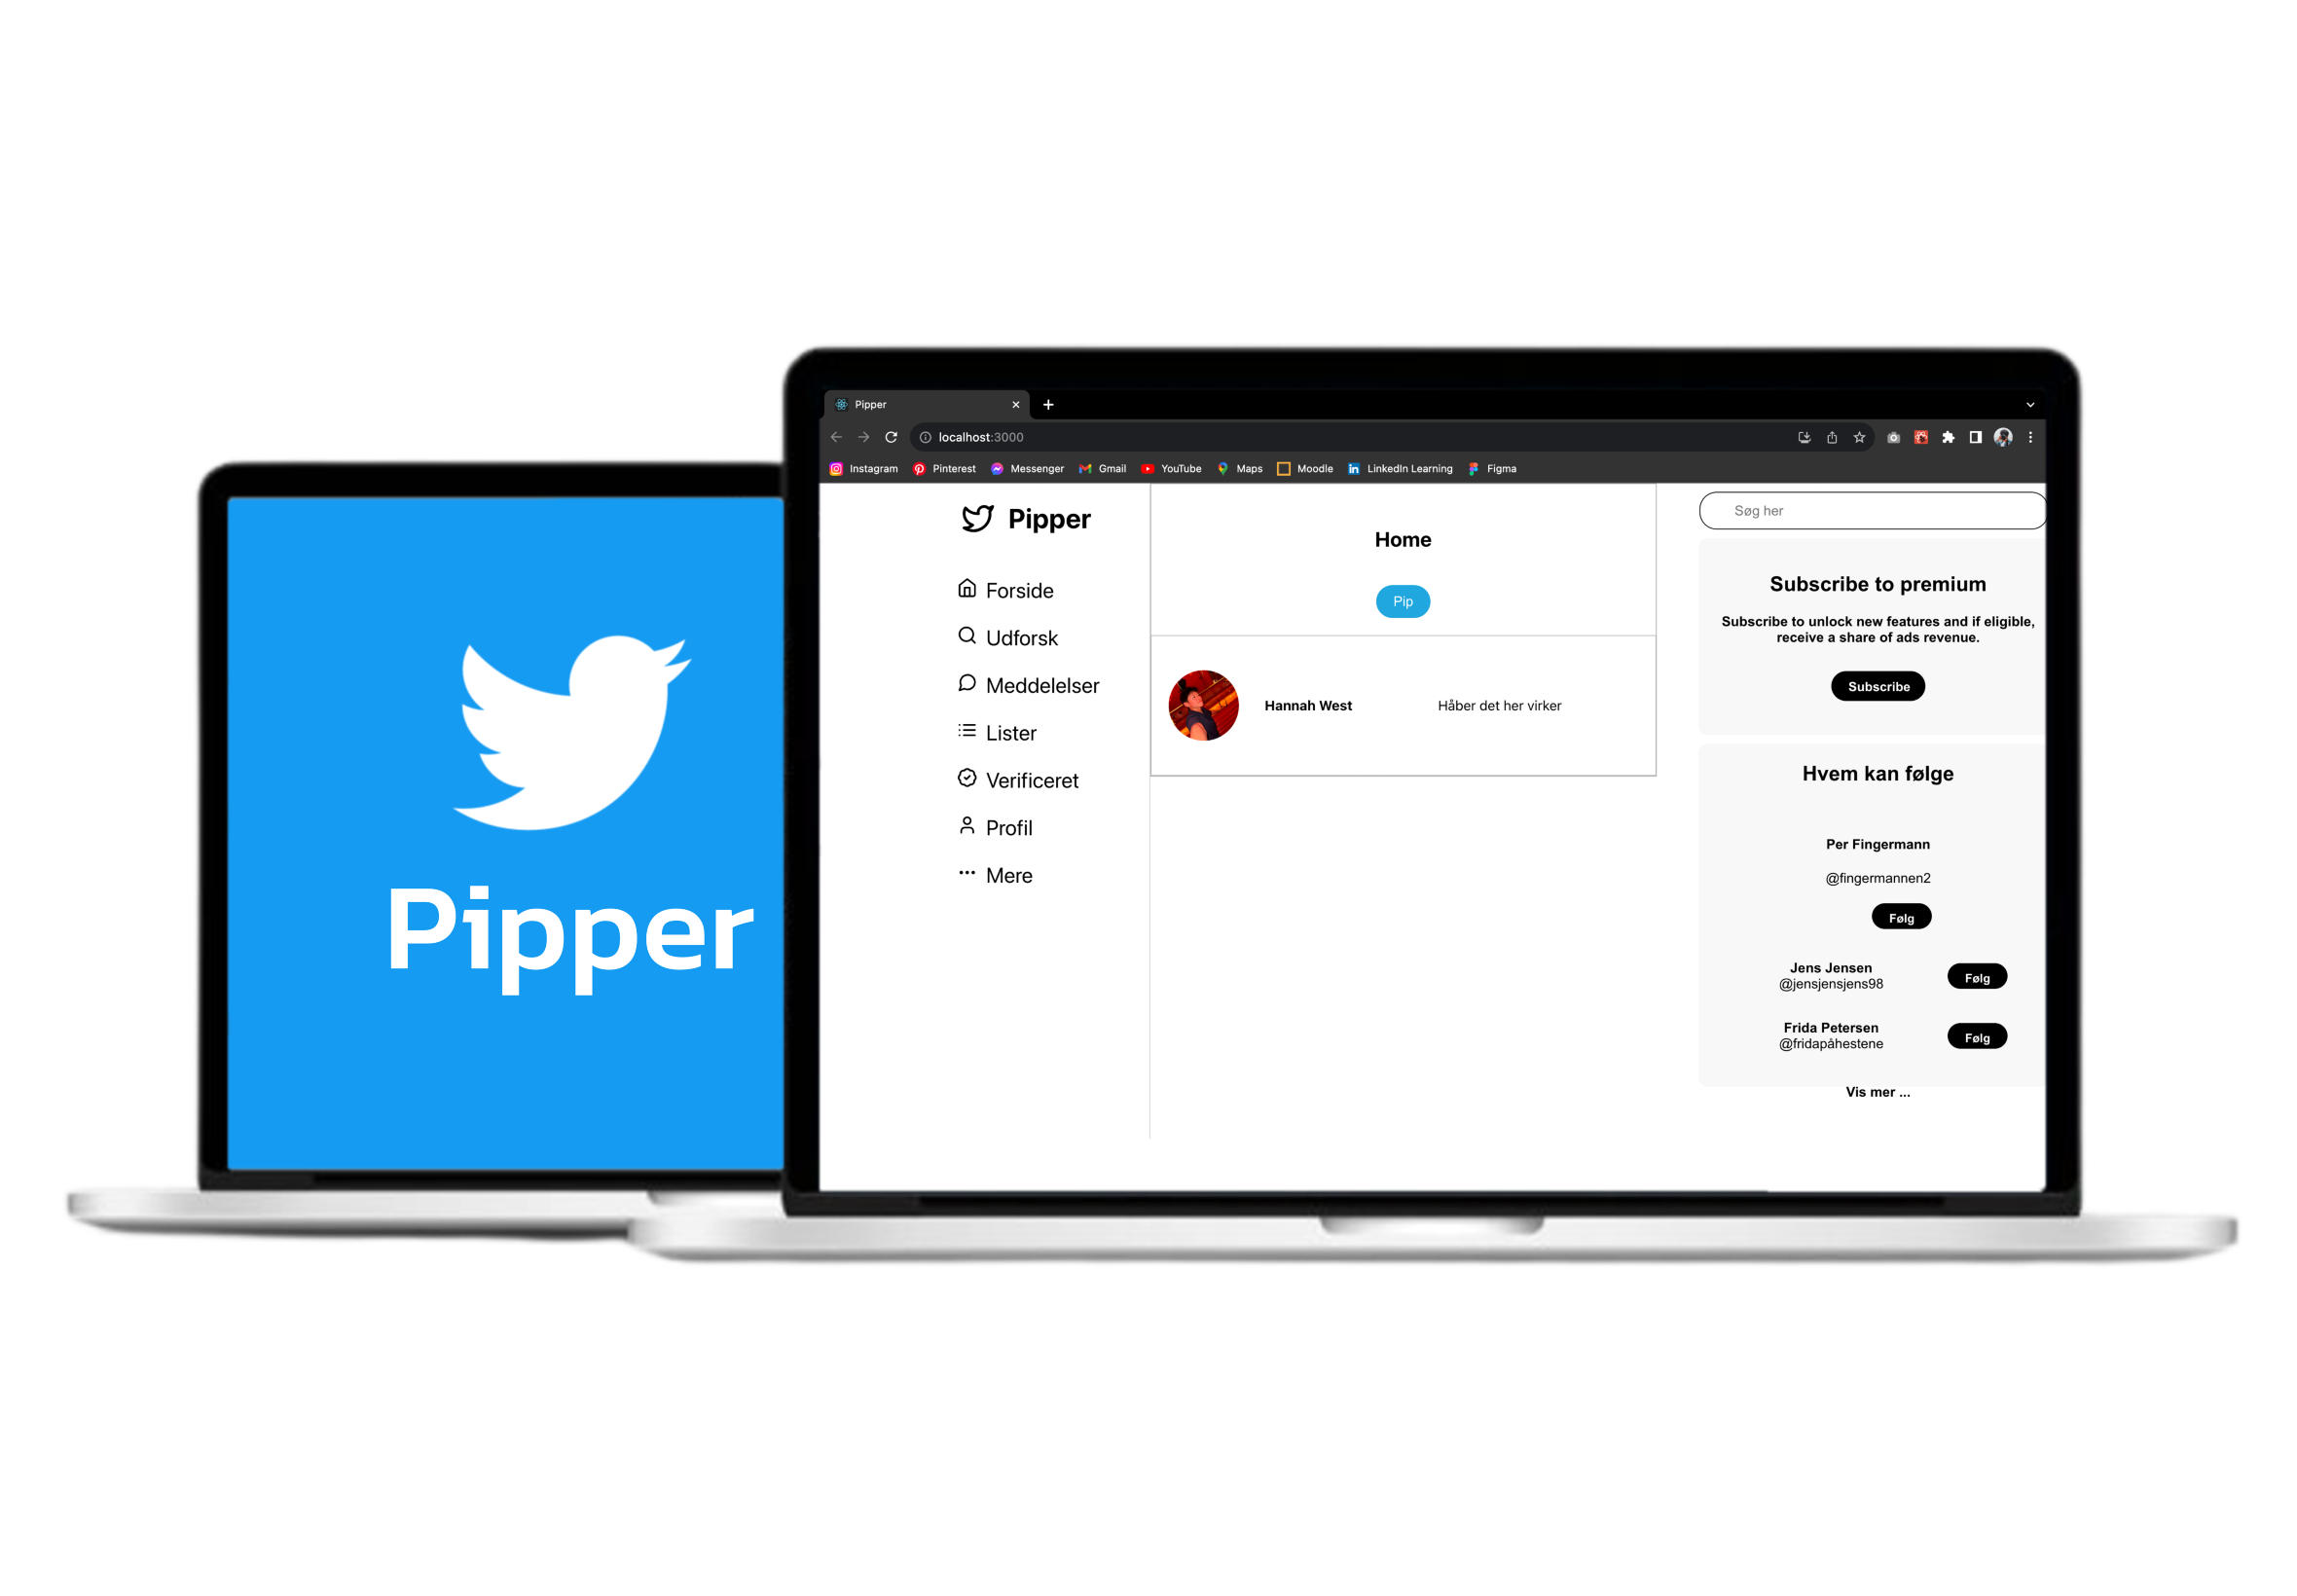 Pipper
Pipper
localhost:3000
Instagram Pinterest Messenger Gmail YouTube Maps Moodle LinkedIn Learning Figma
Pipper
Forside
Udforsk
Meddelelser
Lister
Verificeret
Profil
Mere
Home
Pip
Hannah West Håber det her virker
Søg her
Subscribe to premium
Subscribe to unlock new features and if eligible,
receive a share of ads revenue.
Subscribe
Hvem kan følge
Per Fingermann
@fingermannen2
Følg
Jens Jensen
@jensjensjens98
Følg
Frida Petersen
@fridapåhestene
Følg
Vis mer ...